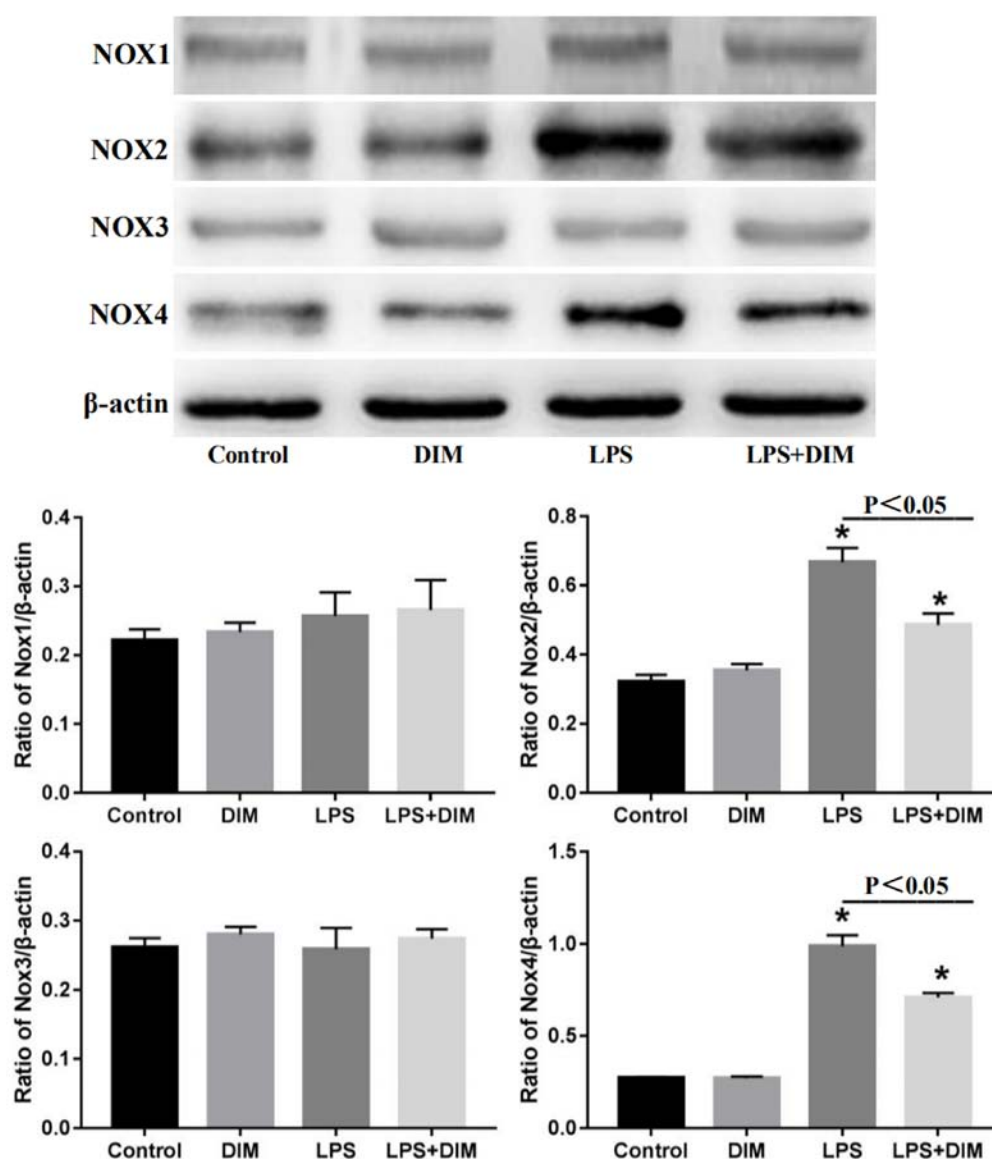 NOX1
NOX2
NOX3
NOX4
β-actin
Control DIM LPS LPS+DIM
Ratio of Nox1/β-actin
0.4
0.3
0.2
0.1
0.0
Control DIM LPS LPS+DIM
Ratio of Nox2/β-actin
0.8
0.6
0.4
0.2
0.0
P<0.05
*
*
Control DIM LPS LPS+DIM
Ratio of Nox3/β-actin
0.4
0.3
0.2
0.1
0.0
Control DIM LPS LPS+DIM
Ratio of Nox4/β-actin
1.5
1.0
0.5
0.0
P<0.05
*
*
Control DIM LPS LPS+DIM